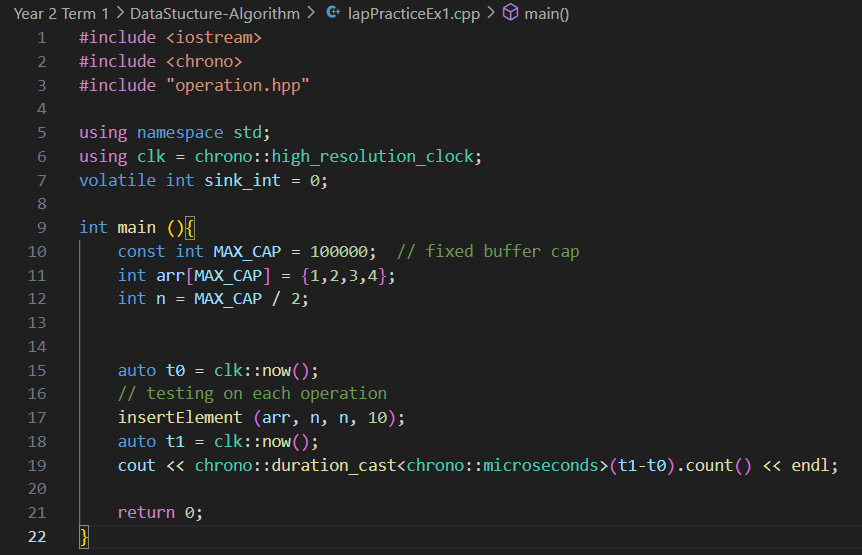 Year 2 Term 1 > DataStucture-Algorithm > lapPracticeEx1.cpp > main()
1 #include <iostream>
2 #include <chrono>
3 #include "operation.hpp"
4
5 using namespace std;
6 using clk = chrono::high_resolution_clock;
7 volatile int sink_int = 0;
8
9 int main (){
10     const int MAX_CAP = 100000;  // fixed buffer cap
11     int arr[MAX_CAP] = {1,2,3,4};
12     int n = MAX_CAP / 2;
13
14
15     auto t0 = clk::now();
16     // testing on each operation
17     insertElement (arr, n, n, 10);
18     auto t1 = clk::now();
19     cout << chrono::duration_cast<chrono::microseconds>(t1-t0).count() << endl;
20
21     return 0;
22 }